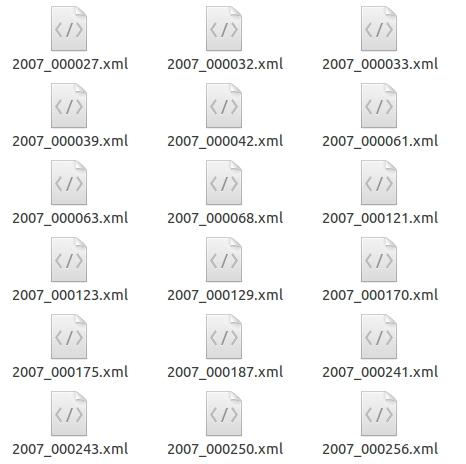 2007_000027.xml 2007_000032.xml 2007_000033.xml
2007_000039.xml 2007_000042.xml 2007_000061.xml
2007_000063.xml 2007_000068.xml 2007_000121.xml
2007_000123.xml 2007_000129.xml 2007_000170.xml
2007_000175.xml 2007_000187.xml 2007_000241.xml
2007_000243.xml 2007_000250.xml 2007_000256.xml